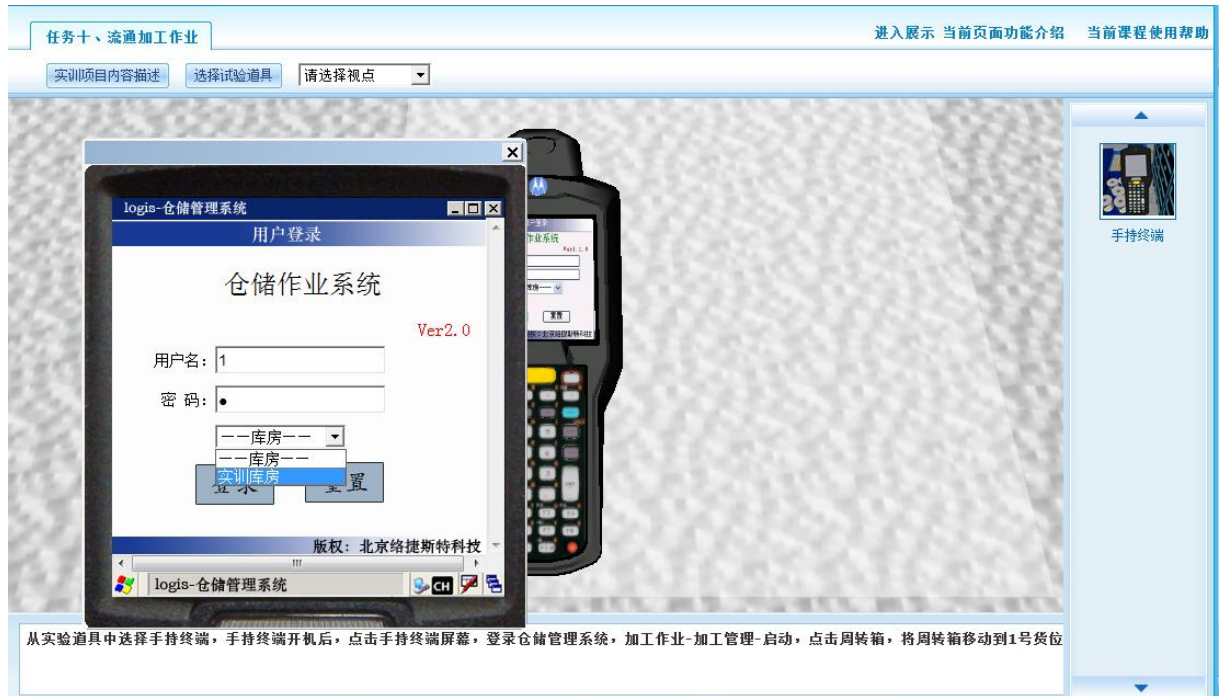 任务十、流通加工作业
进入展示 当前页面功能介绍 当前课程使用帮助
实训项目内容描述 选择试验道具 请选择视点
logis-仓储管理系统
用户登录
仓储作业系统
Ver2.0
用户名: 1
密 码: ●
——库房——
——库房——
实训库房
登录 重置
版权: 北京络捷斯特科技
logis-仓储管理系统 CH
手持终端
从实验道具中选择手持终端，手持终端开机后，点击手持终端屏幕，登录仓储管理系统，加工作业-加工管理-启动，点击周转箱，将周转箱移动到1号货位